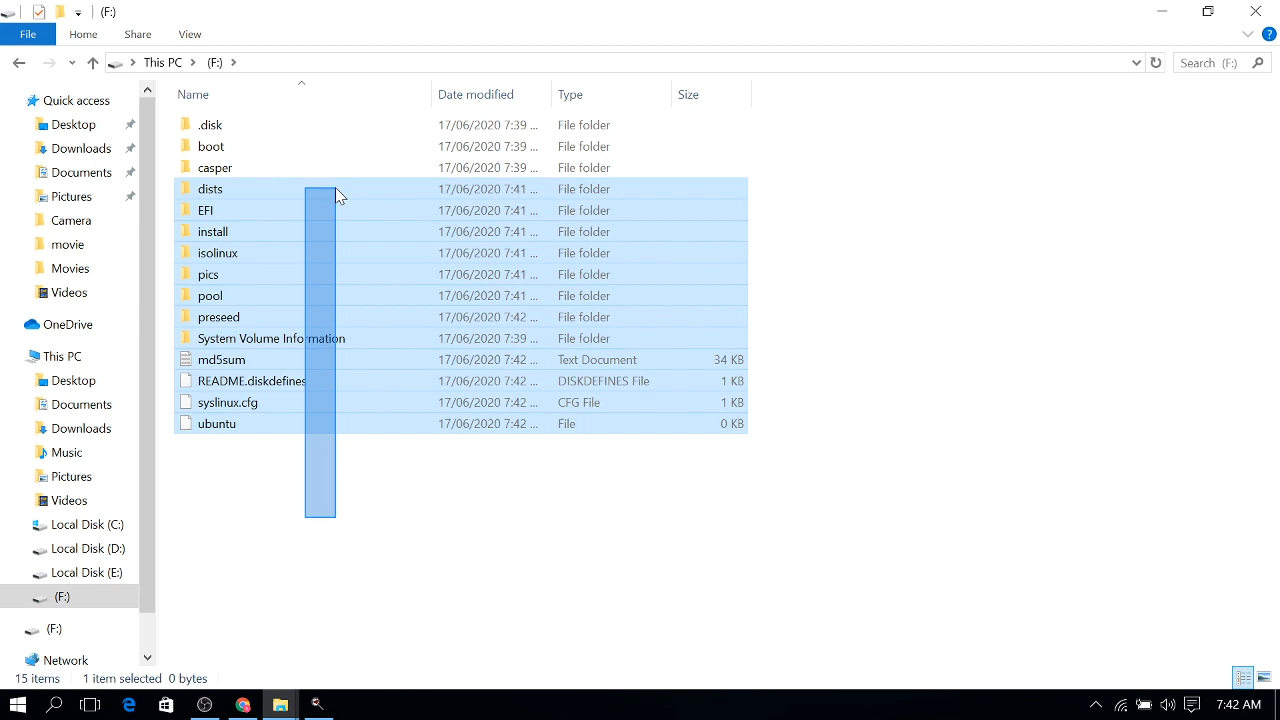 (F:)
File Home Share View
This PC (F:) Search (F:)
Name Date modified Type Size
Quick access
Desktop
Downloads
Documents
Pictures
Camera
movie
Movies
Videos
OneDrive
This PC
Desktop
Documents
Downloads
Music
Pictures
Videos
Local Disk (C:)
Local Disk (D:)
Local Disk (E:)
(F:)
(F:)
Network
.disk 17/06/2020 7:39 ... File folder
boot 17/06/2020 7:39 ... File folder
casper 17/06/2020 7:39 ... File folder
dists 17/06/2020 7:41 ... File folder
EFI 17/06/2020 7:41 ... File folder
install 17/06/2020 7:41 ... File folder
isolinux 17/06/2020 7:41 ... File folder
pics 17/06/2020 7:41 ... File folder
pool 17/06/2020 7:41 ... File folder
preseed 17/06/2020 7:42 ... File folder
System Volume Information 17/06/2020 7:39 ... File folder
md5sum 17/06/2020 7:42 ... Text Document 34 KB
README.diskdefines 17/06/2020 7:42 ... DISKDEFINES File 1 KB
syslinux.cfg 17/06/2020 7:42 ... CFG File 1 KB
ubuntu 17/06/2020 7:42 ... File 0 KB
15 items 1 item selected 0 bytes
7:42 AM